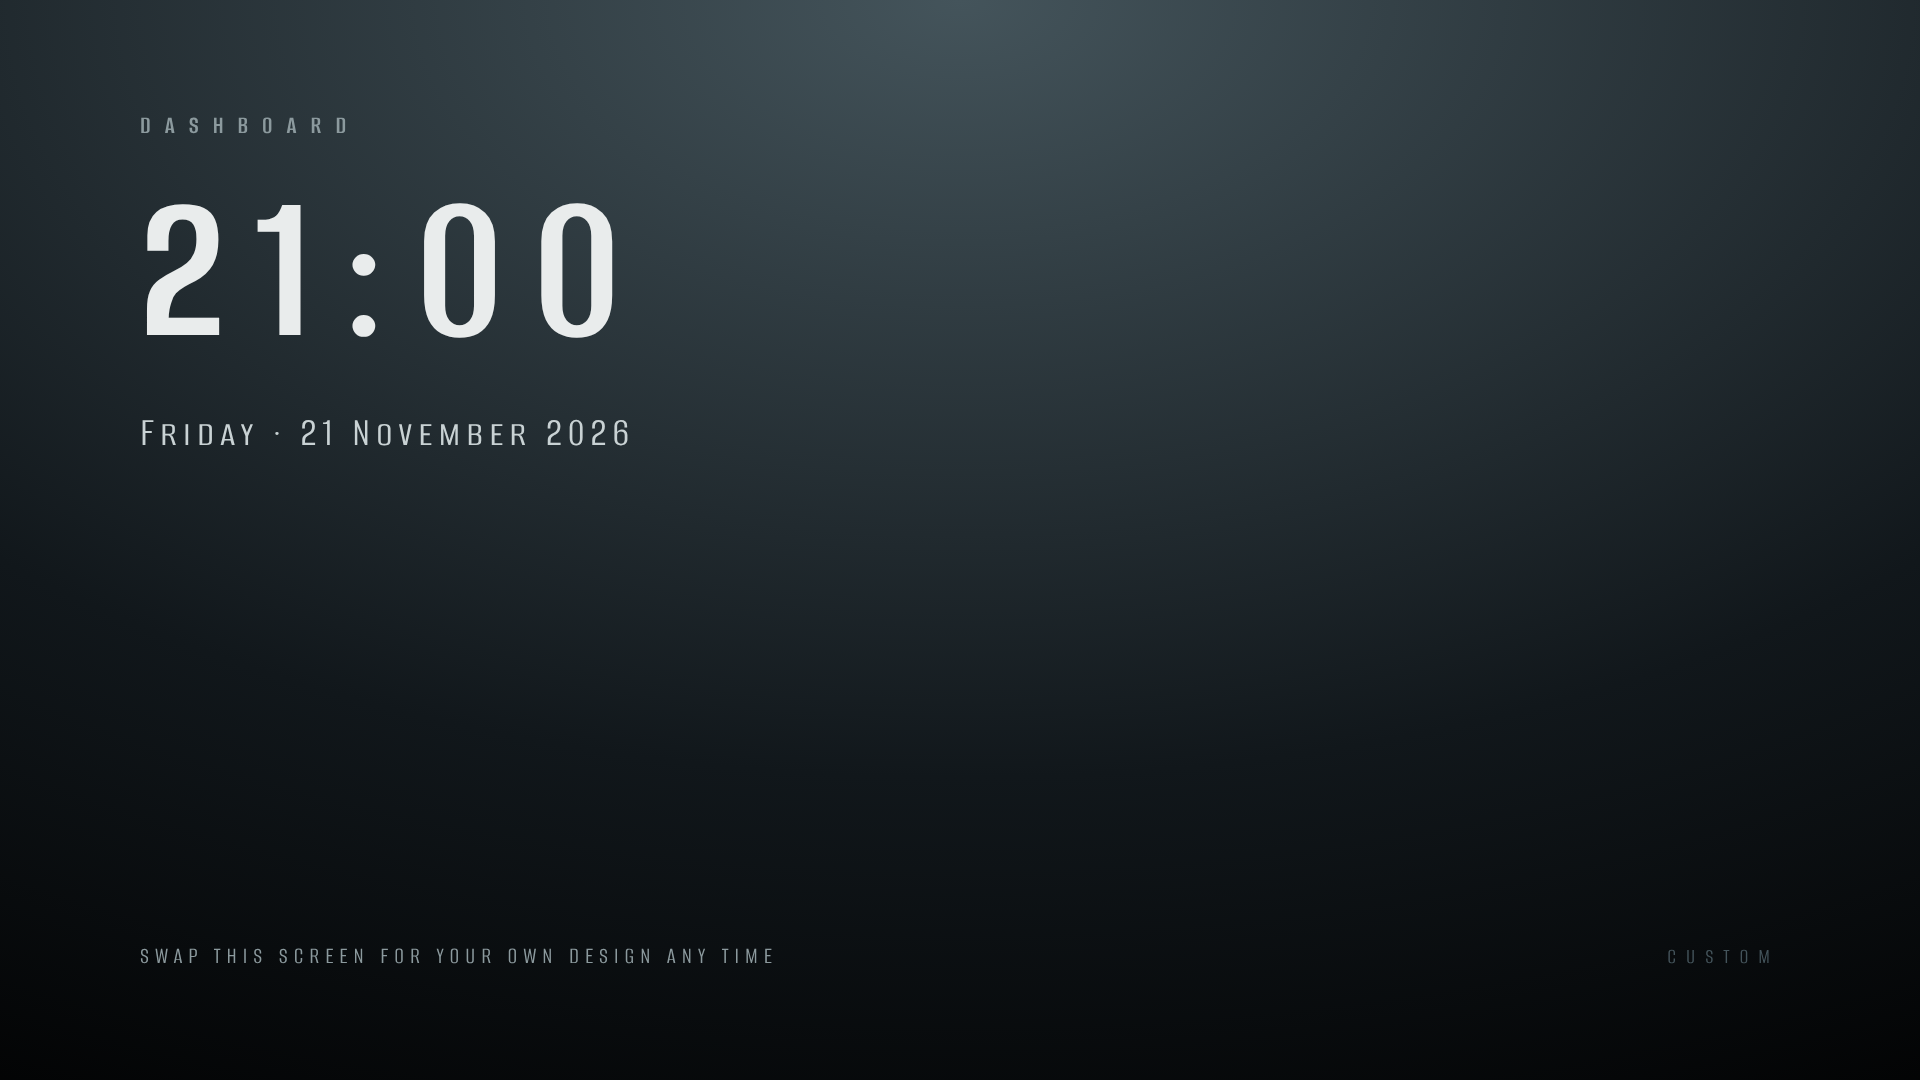 DASHBOARD
21:00
Friday · 21 November 2026
SWAP THIS SCREEN FOR YOUR OWN DESIGN ANY TIME
CUSTOM